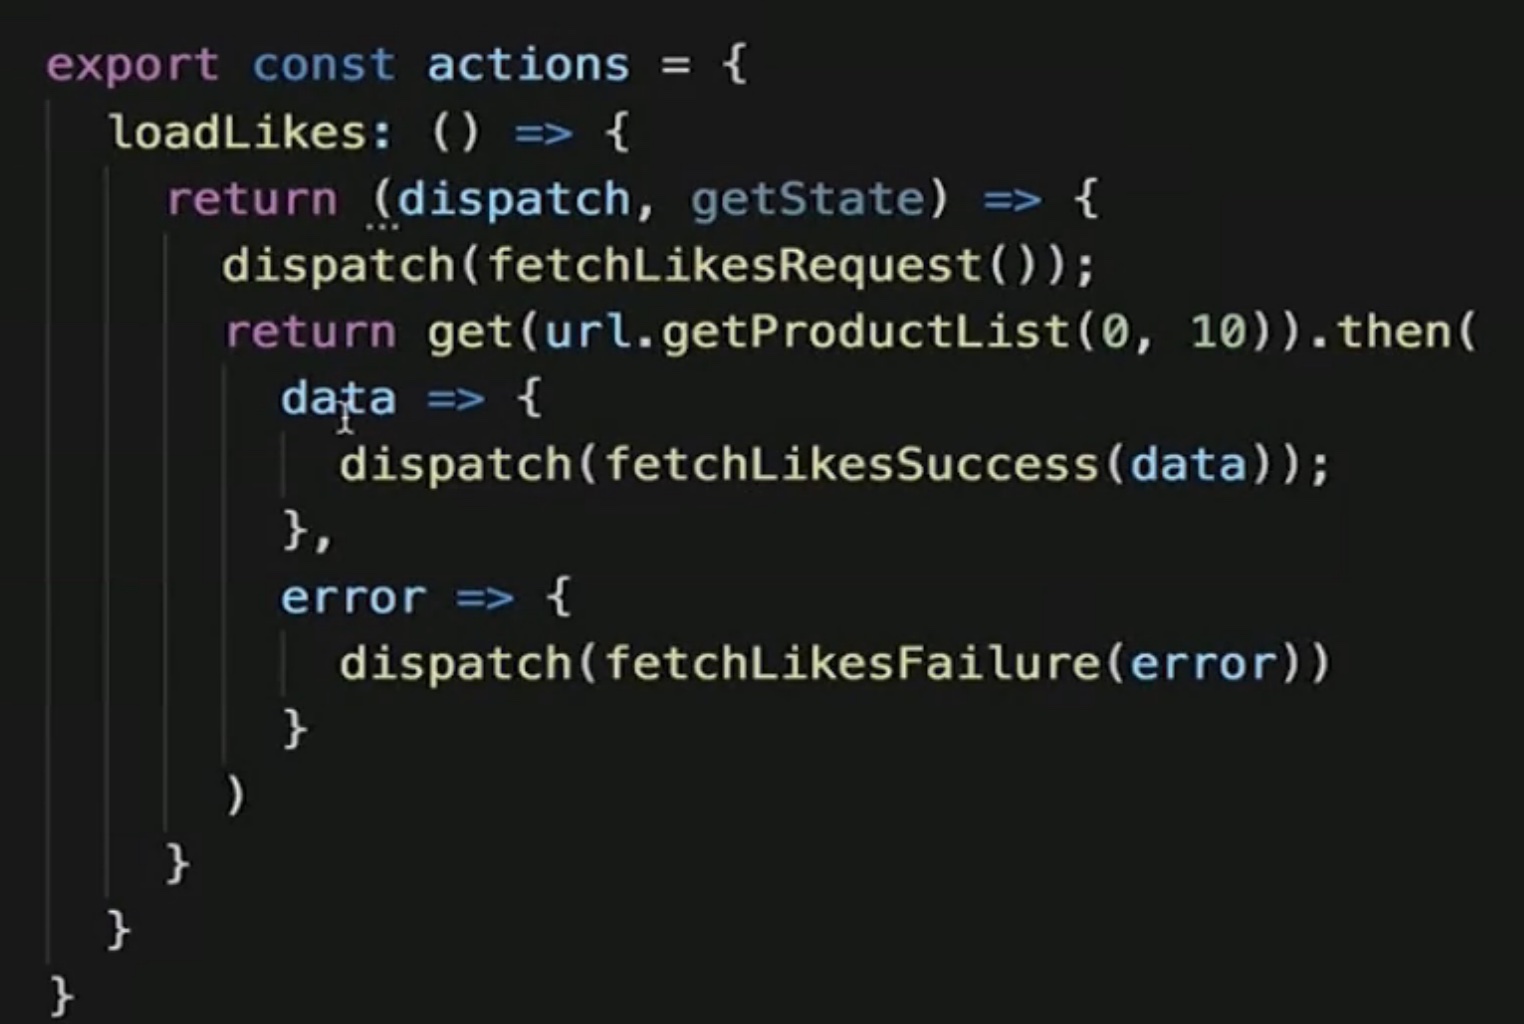 export const actions = {
  loadLikes: () => {
    return (dispatch, getState) => {
      dispatch(fetchLikesRequest());
      return get(url.getProductList(0, 10)).then(
        data => {
          dispatch(fetchLikesSuccess(data));
        },
        error => {
          dispatch(fetchLikesFailure(error))
        }
      )
    }
  }
}